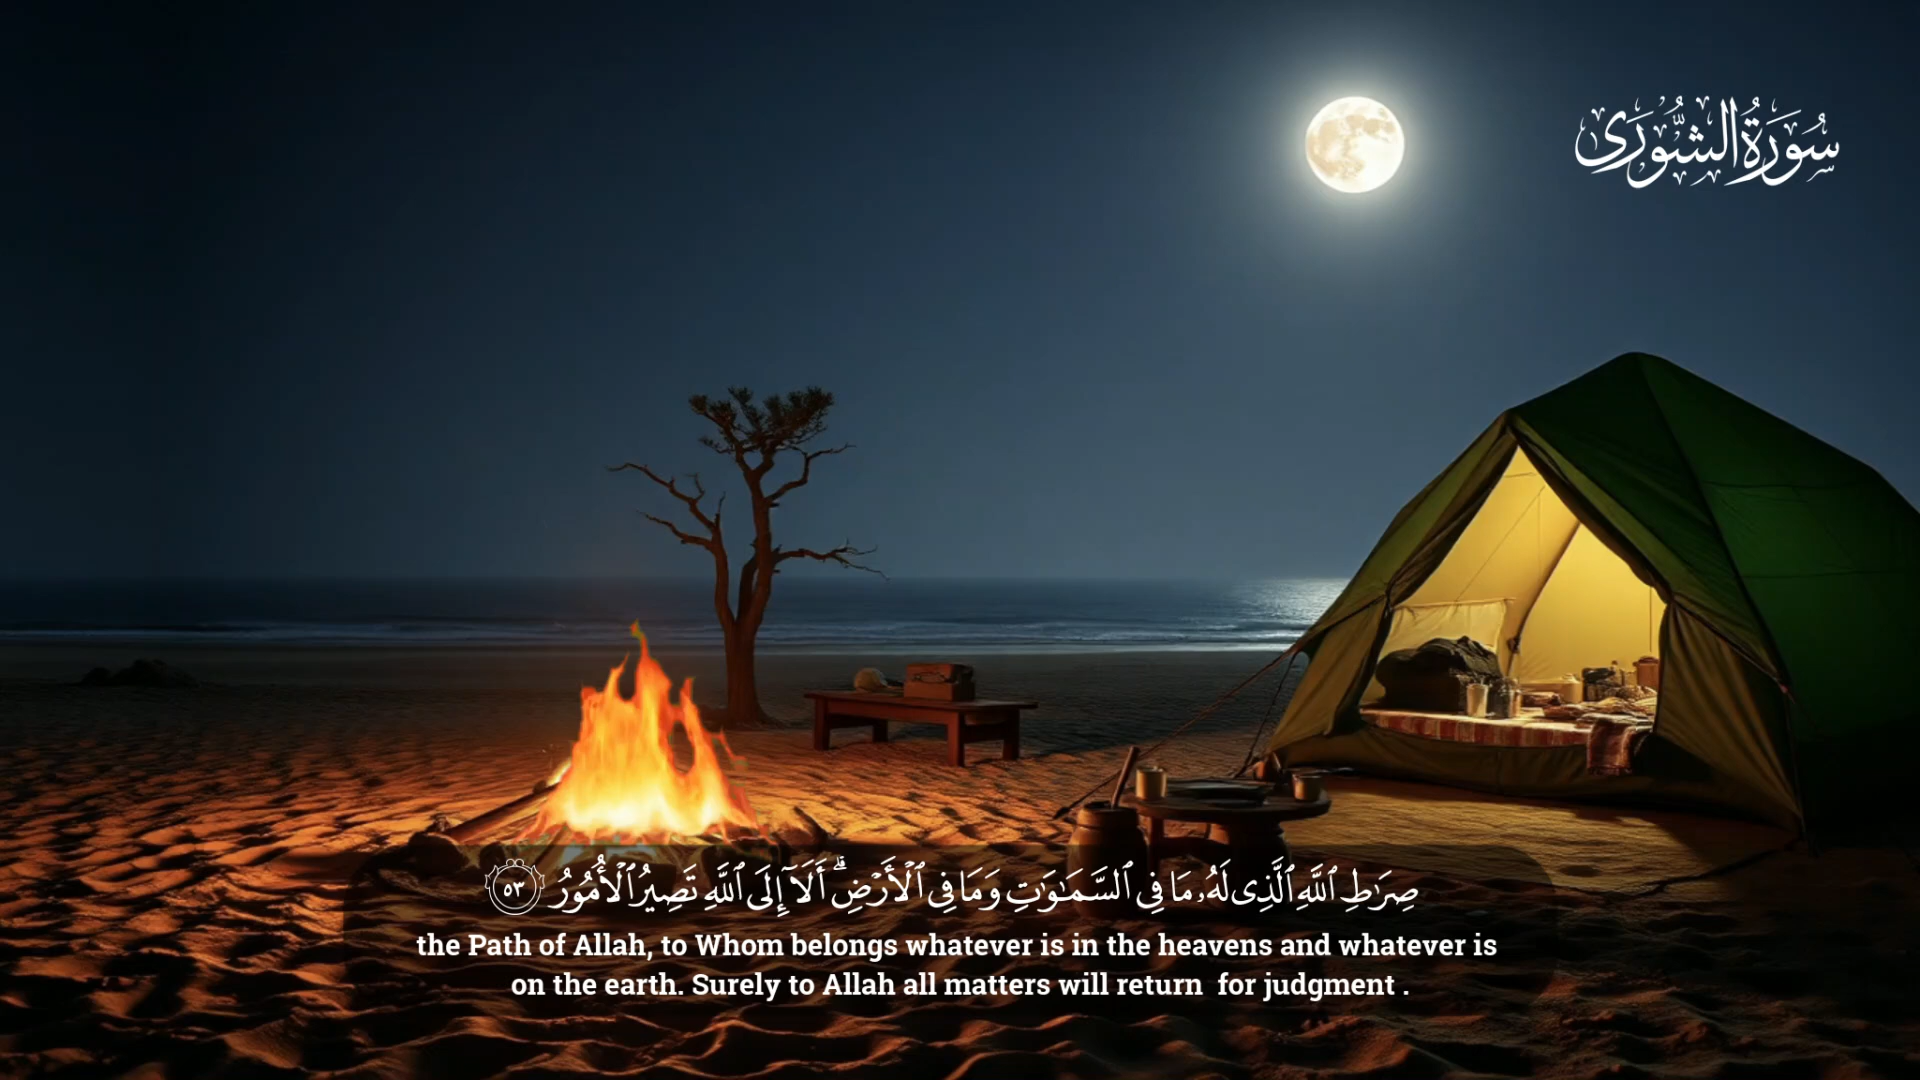 سُورَةُ الشُّورَىٰ
صِرَٰطِ ٱللَّهِ ٱلَّذِى لَهُۥ مَا فِى ٱلسَّمَـٰوَٰتِ وَمَا فِى ٱلْأَرْضِ ۗ أَلَآ إِلَى ٱللَّهِ تَصِيرُ ٱلْأُمُورُ ٥٣
the Path of Allah, to Whom belongs whatever is in the heavens and whatever is
on the earth. Surely to Allah all matters will return  for judgment .